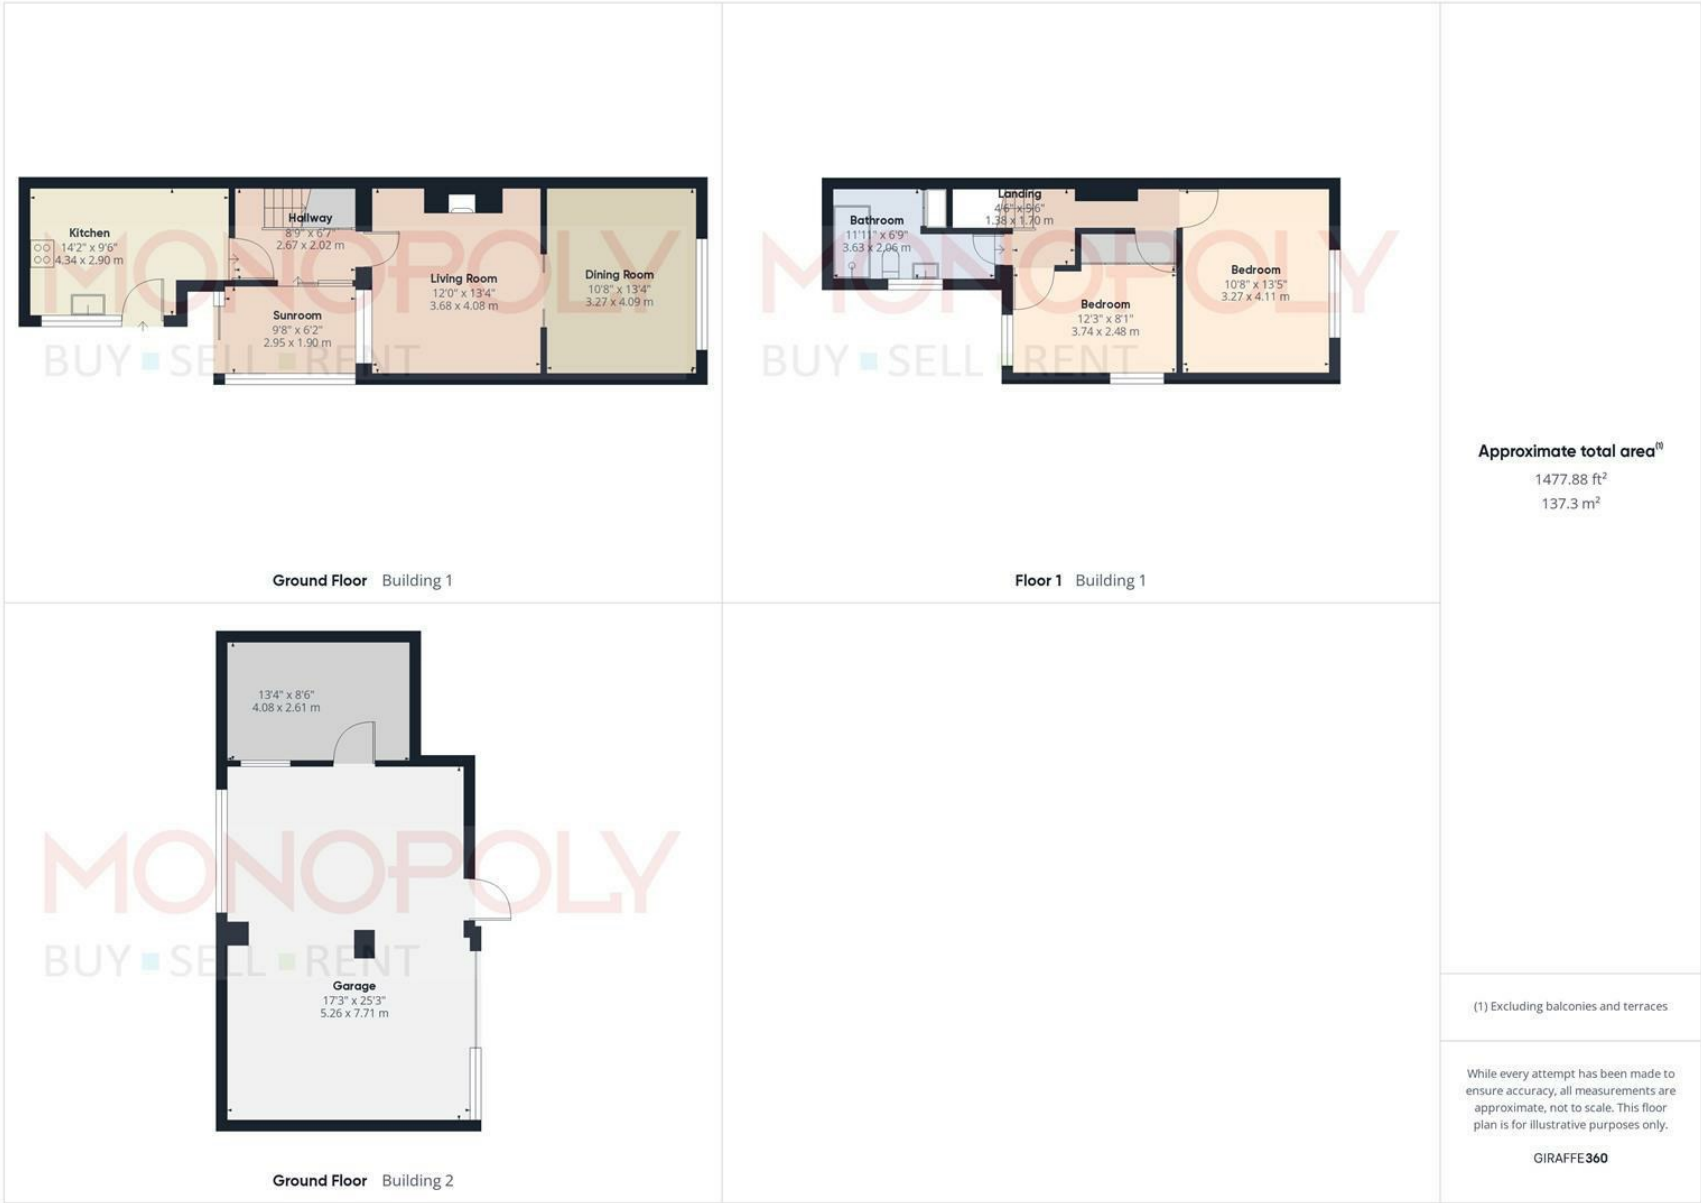 Kitchen
14'2" x 9'6"
4.34 x 2.90 m
Hallway
8'9" x 6'7"
2.67 x 2.02 m
Living Room
12'0" x 13'4"
3.68 x 4.08 m
Dining Room
10'8" x 13'4"
3.27 x 4.09 m
Sunroom
9'8" x 6'2"
2.95 x 1.90 m
MONOPOLY
BUY SELL RENT
Ground Floor Building 1
Landing
4'6" x 5'6"
1.38 x 1.70 m
Bathroom
11'11" x 6'9"
3.63 x 2.06 m
Bedroom
10'8" x 13'5"
3.27 x 4.11 m
Bedroom
12'3" x 8'1"
3.74 x 2.48 m
MONOPOLY
BUY SELL RENT
Floor 1 Building 1
13'4" x 8'6"
4.08 x 2.61 m
MONOPOLY
BUY SELL RENT
Garage
17'3" x 25'3"
5.26 x 7.71 m
Ground Floor Building 2
Approximate total area(1)
1477.88 ft²
137.3 m²
(1) Excluding balconies and terraces
While every attempt has been made to
ensure accuracy, all measurements are
approximate, not to scale. This floor
plan is for illustrative purposes only.
GIRAFFE360